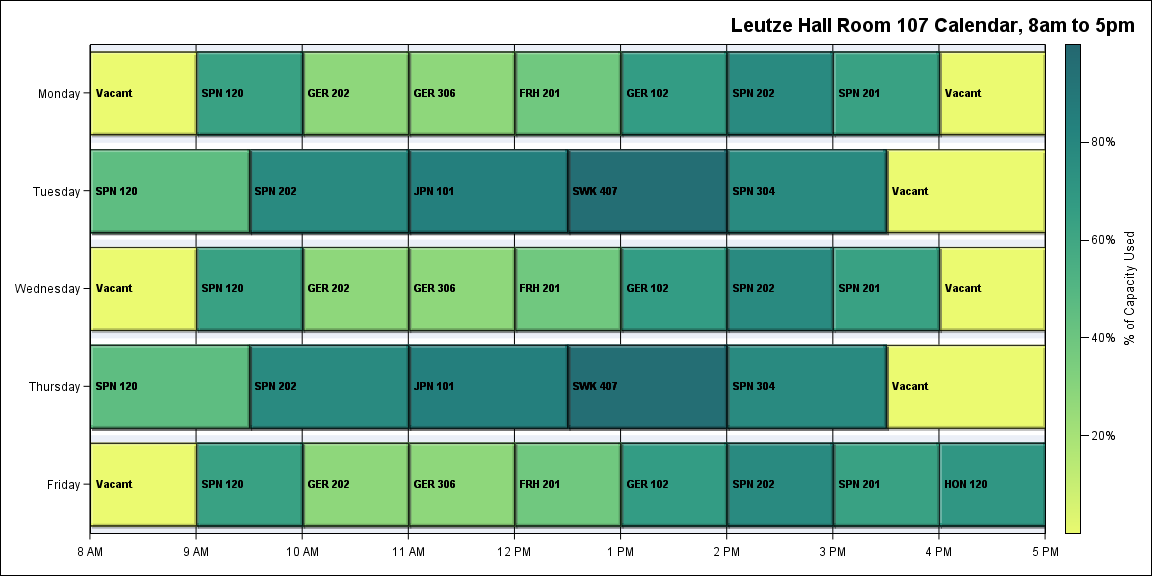 Leutze Hall Room 107 Calendar, 8am to 5pm
Monday
Vacant
SPN 120
GER 202
GER 306
FRH 201
GER 102
SPN 202
SPN 201
Vacant
Tuesday
SPN 120
SPN 202
JPN 101
SWK 407
SPN 304
Vacant
Wednesday
Vacant
SPN 120
GER 202
GER 306
FRH 201
GER 102
SPN 202
SPN 201
Vacant
Thursday
SPN 120
SPN 202
JPN 101
SWK 407
SPN 304
Vacant
Friday
Vacant
SPN 120
GER 202
GER 306
FRH 201
GER 102
SPN 202
SPN 201
HON 120
8 AM
9 AM
10 AM
11 AM
12 PM
1 PM
2 PM
3 PM
4 PM
5 PM
80%
60%
40%
20%
% of Capacity Used